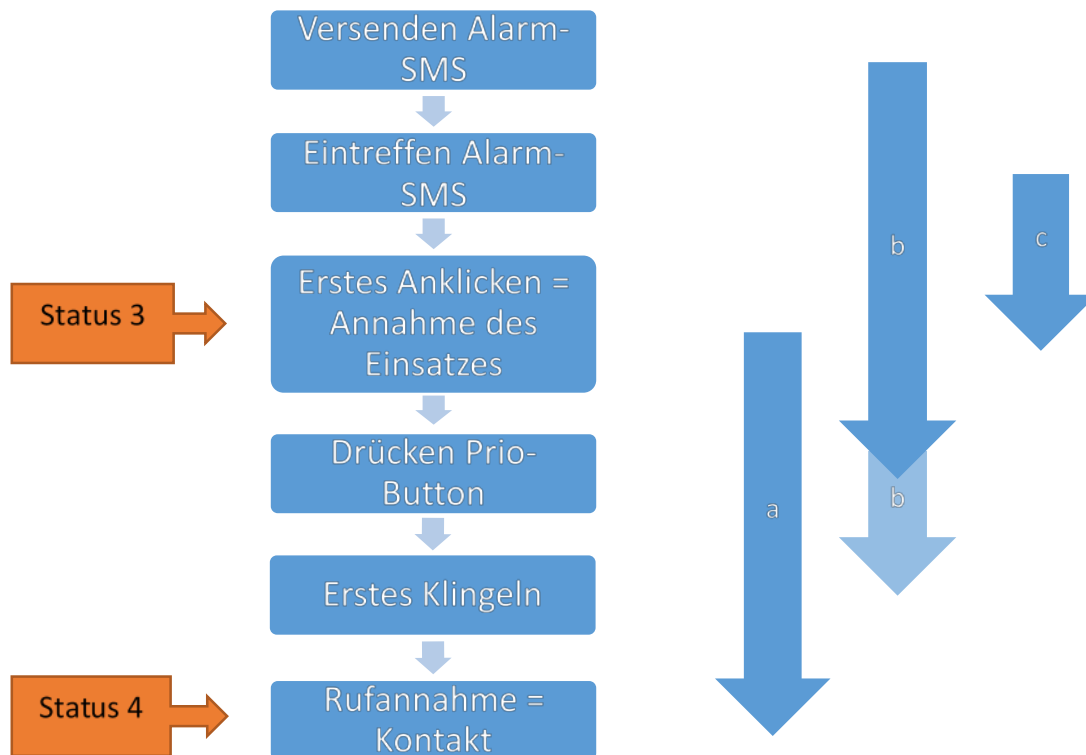 Versenden Alarm-
SMS
Eintreffen Alarm-
SMS
Status 3
Erstes Anklicken =
Annahme des
Einsatzes
Drücken Prio-
Button
Erstes Klingeln
Status 4
Rufannahme =
Kontakt
a
b
b
c